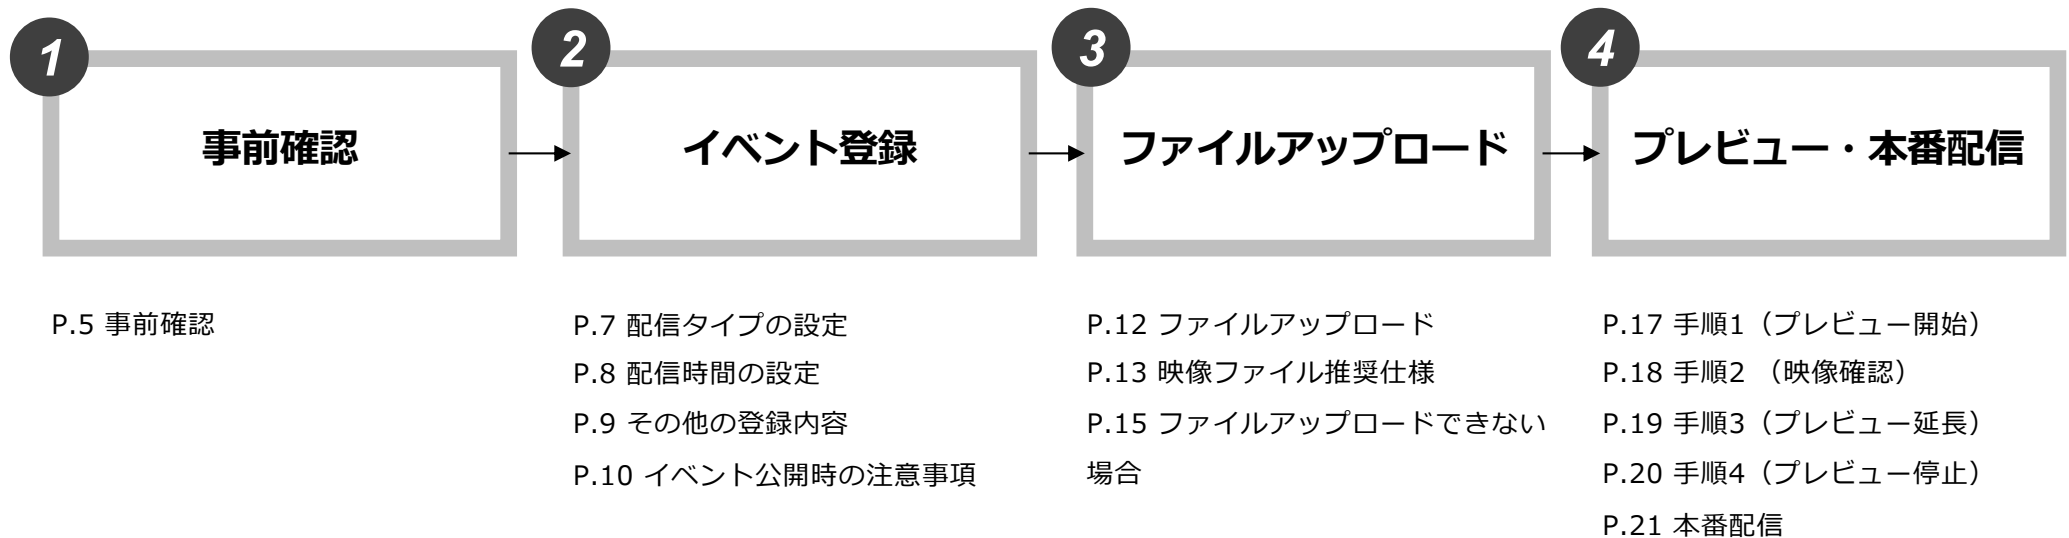 1
事前確認
P.5 事前確認
2
イベント登録
P.7 配信タイプの設定
P.8 配信時間の設定
P.9 その他の登録内容
P.10 イベント公開時の注意事項
3
ファイルアップロード
P.12 ファイルアップロード
P.13 映像ファイル推奨仕様
P.15 ファイルアップロードできない
場合
4
プレビュー・本番配信
P.17 手順1（プレビュー開始）
P.18 手順2 （映像確認）
P.19 手順3（プレビュー延長）
P.20 手順4（プレビュー停止）
P.21 本番配信